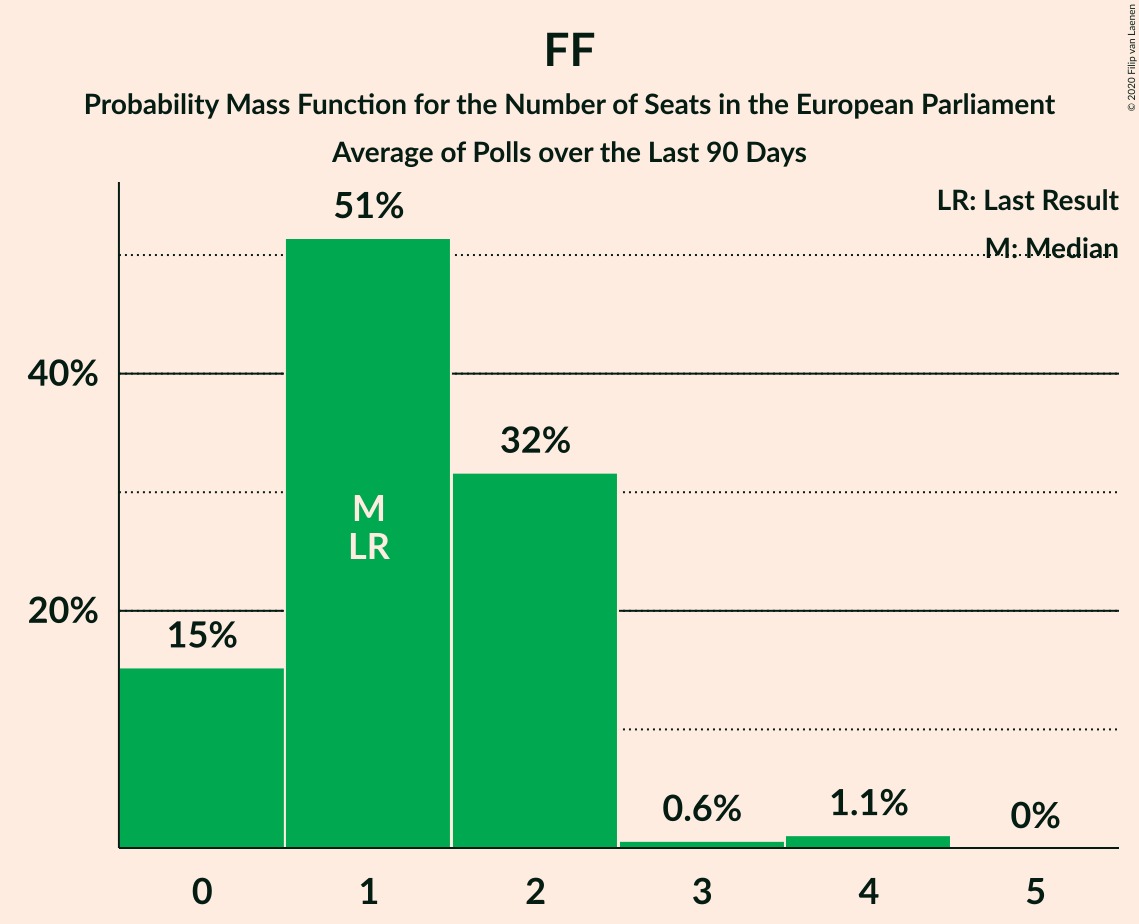 FF
Probability Mass Function for the Number of Seats in the European Parliament
Average of Polls over the Last 90 Days
© 2020 Filip van Laenen
LR: Last Result
M: Median
51%
40%
32%
M
LR
20%
15%
0.6%
1.1%
0%
0 1 2 3 4 5